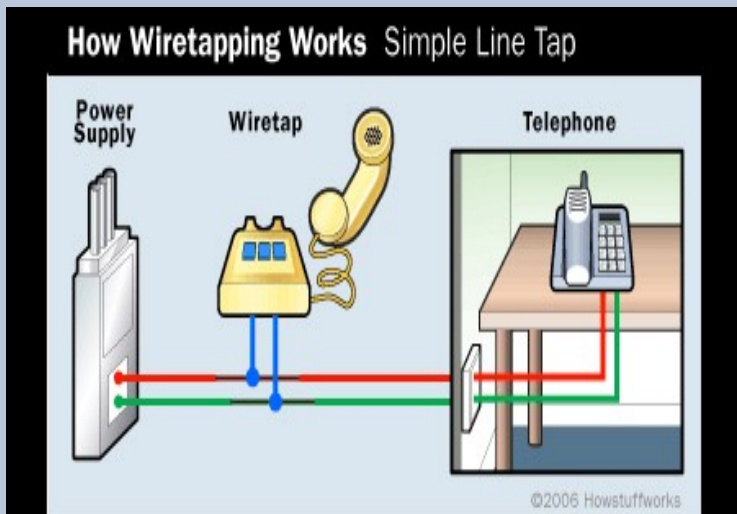 How Wiretapping Works Simple Line Tap
Power
Supply
Wiretap
Telephone
©2006 Howstuffworks